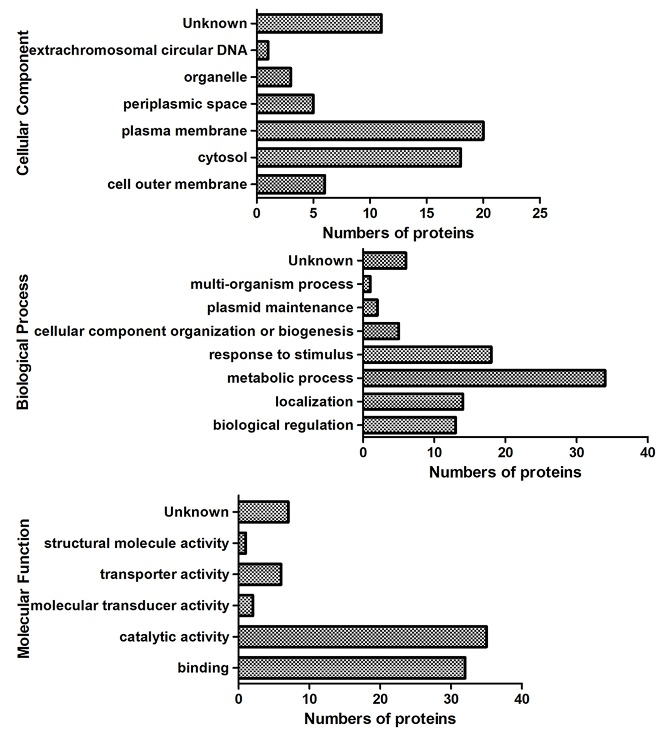 Cellular Component
Unknown
extrachromosomal circular DNA
organelle
periplasmic space
plasma membrane
cytosol
cell outer membrane
0 5 10 15 20 25
Numbers of proteins
Biological Process
Unknown
multi-organism process
plasmid maintenance
cellular component organization or biogenesis
response to stimulus
metabolic process
localization
biological regulation
0 10 20 30 40
Numbers of proteins
Molecular Function
Unknown
structural molecule activity
transporter activity
molecular transducer activity
catalytic activity
binding
0 10 20 30 40
Numbers of proteins